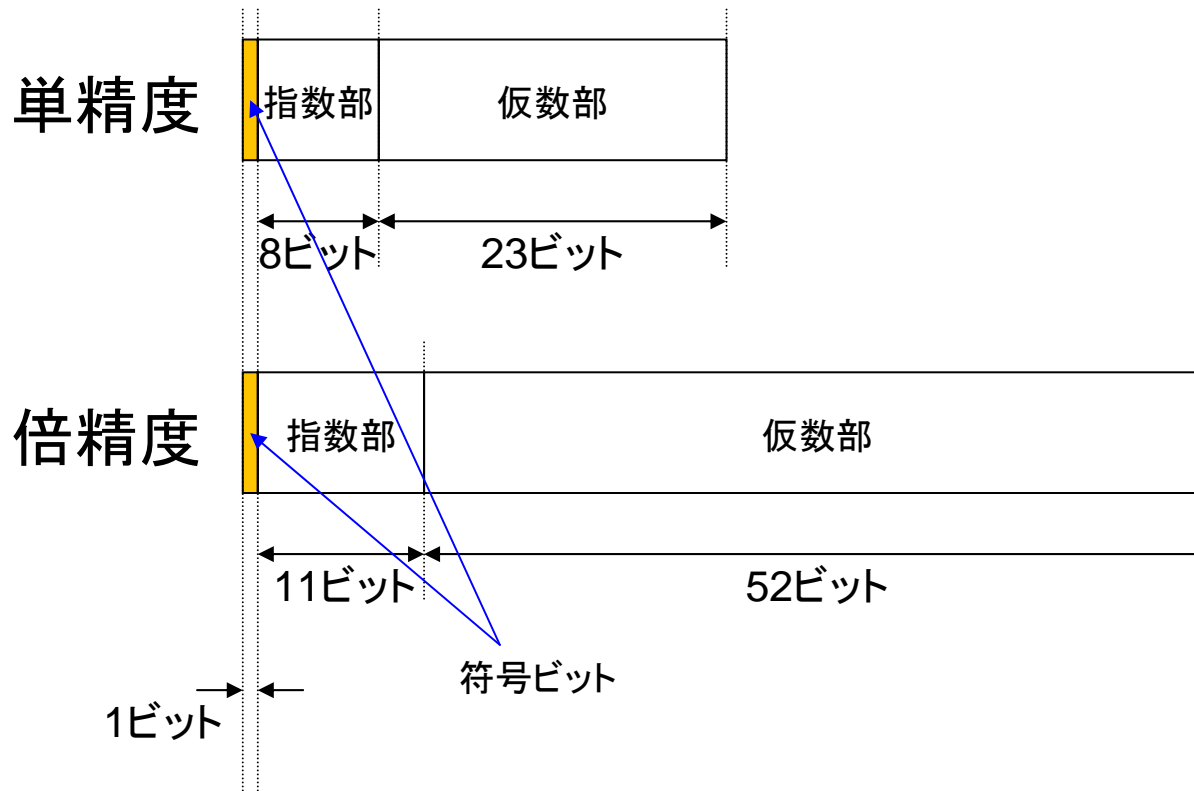 単精度
指数部
仮数部
8ビット
23ビット
倍精度
指数部
仮数部
11ビット
52ビット
符号ビット
1ビット